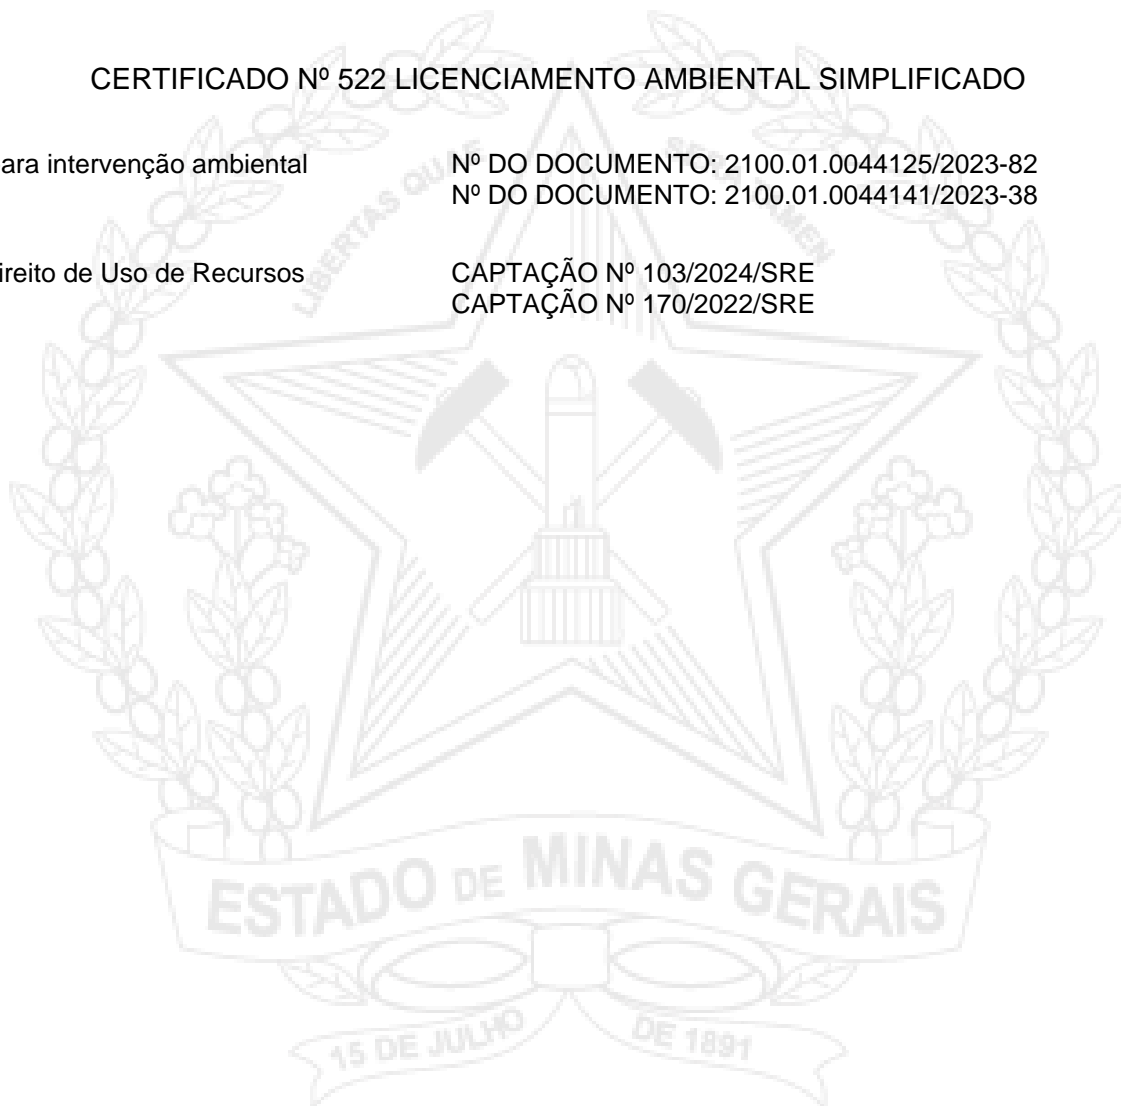 CERTIFICADO Nº 522 LICENCIAMENTO AMBIENTAL SIMPLIFICADO
ara intervenção ambiental Nº DO DOCUMENTO: 2100.01.0044125/2023-82
Nº DO DOCUMENTO: 2100.01.0044141/2023-38
ireito de Uso de Recursos CAPTAÇÃO Nº 103/2024/SRE
CAPTAÇÃO Nº 170/2022/SRE
LIBERTAS QUÆ SERA TAMEN
ESTADO DE MINAS GERAIS
15 DE JULHO DE 1891